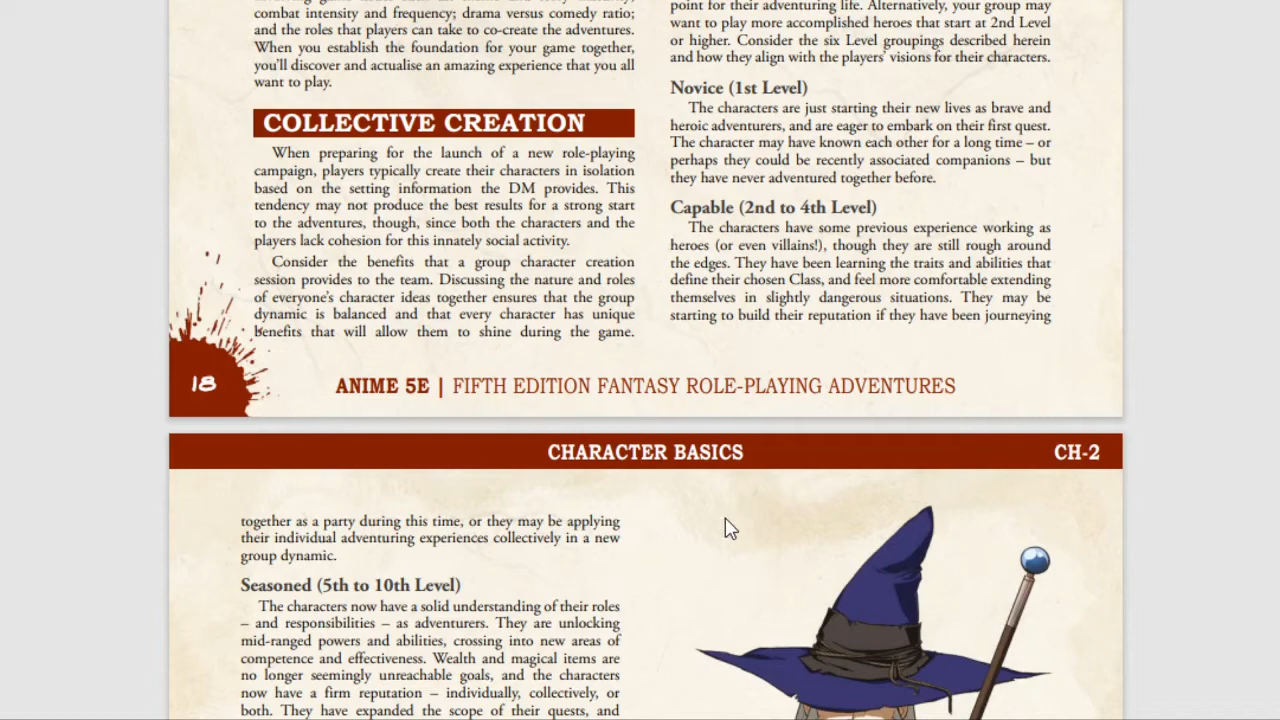 combat intensity and frequency; drama versus comedy ratio;
and the roles that players can take to co-create the adventures.
When you establish the foundation for your game together,
you'll discover and actualise an amazing experience that you all
want to play.
COLLECTIVE CREATION
When preparing for the launch of a new role-playing
campaign, players typically create their characters in isolation
based on the setting information the DM provides. This
tendency may not produce the best results for a strong start
to the adventures, though, since both the characters and the
players lack cohesion for this innately social activity.
Consider the benefits that a group character creation
session provides to the team. Discussing the nature and roles
of everyone's character ideas together ensures that the group
dynamic is balanced and that every character has unique
benefits that will allow them to shine during the game.
point for their adventuring life. Alternatively, your group may
want to play more accomplished heroes that start at 2nd Level
or higher. Consider the six Level groupings described herein
and how they align with the players' visions for their characters.
Novice (1st Level)
The characters are just starting their new lives as brave and
heroic adventurers, and are eager to embark on their first quest.
The character may have known each other for a long time – or
perhaps they could be recently associated companions – but
they have never adventured together before.
Capable (2nd to 4th Level)
The characters have some previous experience working as
heroes (or even villains!), though they are still rough around
the edges. They have been learning the traits and abilities that
define their chosen Class, and feel more comfortable extending
themselves in slightly dangerous situations. They may be
starting to build their reputation if they have been journeying
18
ANIME 5E | FIFTH EDITION FANTASY ROLE-PLAYING ADVENTURES
CHARACTER BASICS
CH-2
together as a party during this time, or they may be applying
their individual adventuring experiences collectively in a new
group dynamic.
Seasoned (5th to 10th Level)
The characters now have a solid understanding of their roles
– and responsibilities – as adventurers. They are unlocking
mid-ranged powers and abilities, crossing into new areas of
competence and effectiveness. Wealth and magical items are
no longer seemingly unreachable goals, and the characters
now have a firm reputation – individually, collectively, or
both. They have expanded the scope of their quests, and